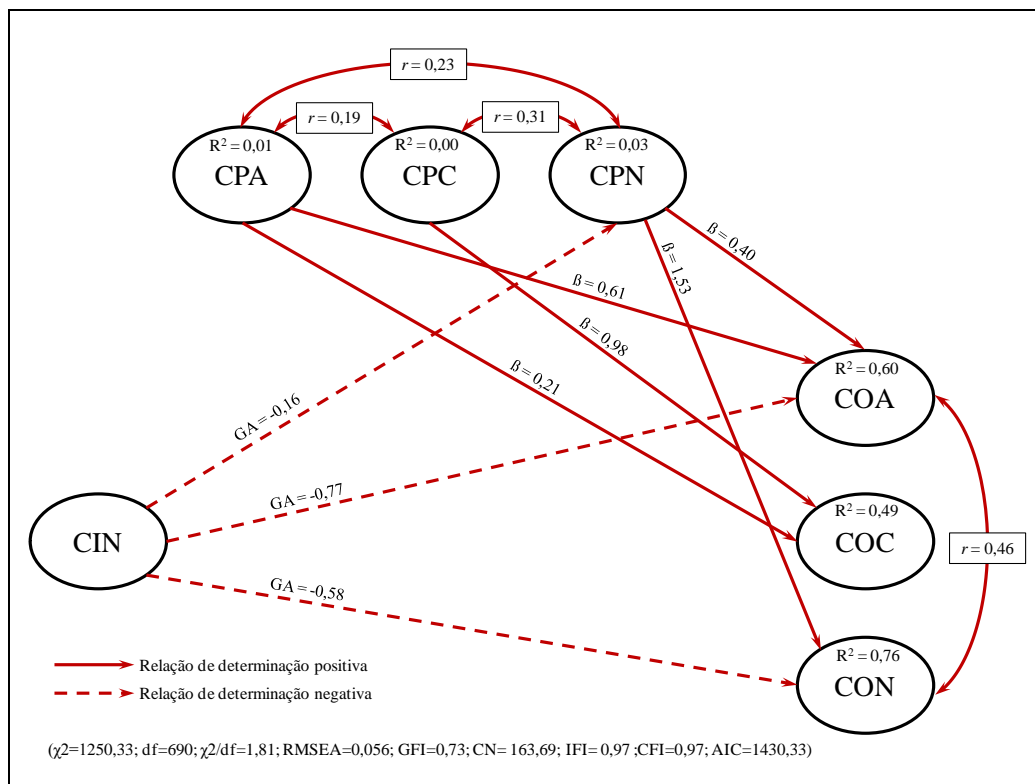 r = 0,23
r = 0,19
r = 0,31
R² = 0,01
CPA
R² = 0,00
CPC
R² = 0,03
CPN
ß = 0,40
ß = 1,53
ß = 0,61
ß = 0,98
ß = 0,21
R² = 0,60
COA
GA = -0,16
GA = -0,77
CIN
R² = 0,49
COC
r = 0,46
GA = -0,58
R² = 0,76
CON
Relação de determinação positiva
Relação de determinação negativa
(χ2=1250,33; df=690; χ2/df=1,81; RMSEA=0,056; GFI=0,73; CN= 163,69; IFI= 0,97 ;CFI=0,97; AIC=1430,33)